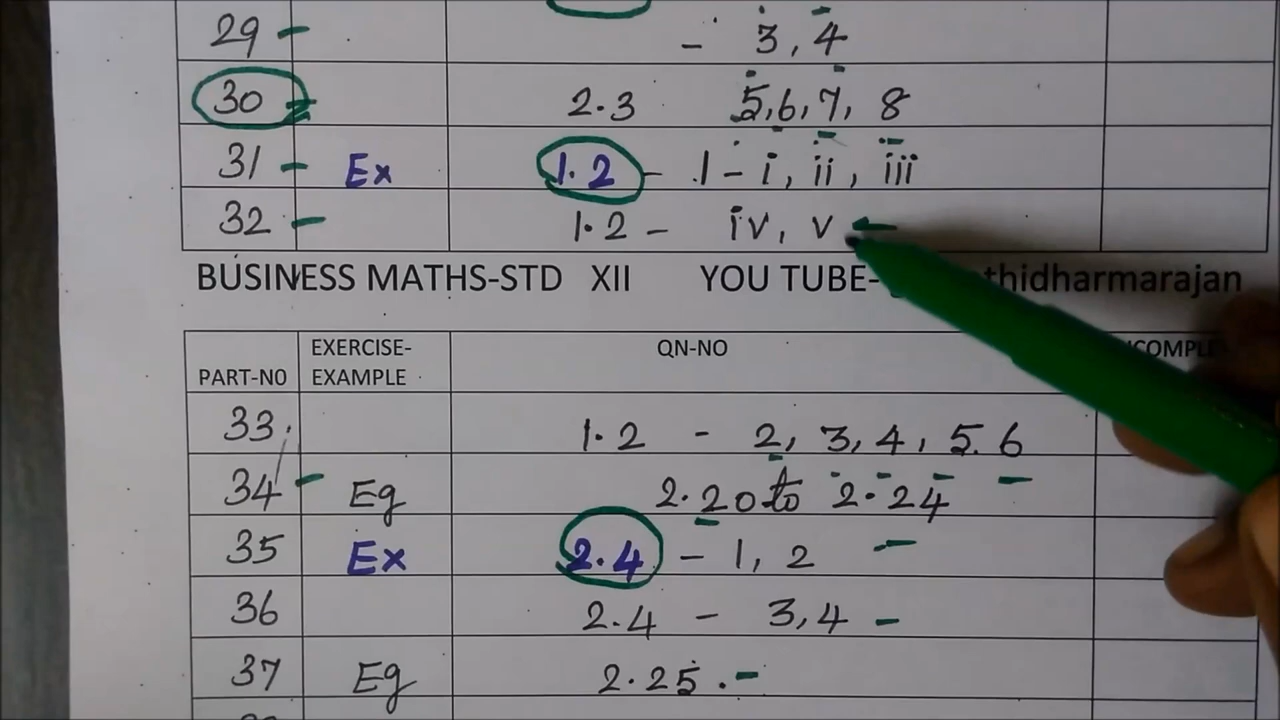 29 - 3, 4
30 2.3 5,6,7, 8
31 Ex 1.2 - 1 - i, ii, iii
32 1.2 - iv, v
BUSINESS MATHS-STD XII YOU TUBE- athidharmarajan
PART-N0 EXERCISE-EXAMPLE QN-NO
33. 1.2 - 2, 3, 4, 5. 6
34 Eg 2.20 to 2.24
35 Ex 2.4 - 1, 2
36 2.4 - 3,4
37 Eg 2.25.